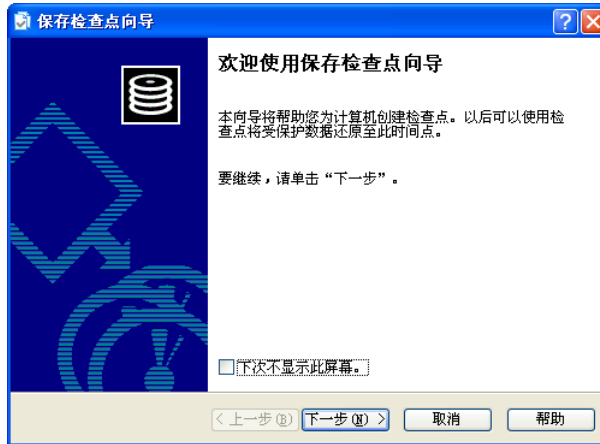 保存检查点向导
欢迎使用保存检查点向导
本向导将帮助您为计算机创建检查点。以后可以使用检
查点将受保护数据还原至此时间点。
要继续，请单击“下一步”。
下次不显示此屏幕。
< 上一步(B) 下一步(N) > 取消 帮助